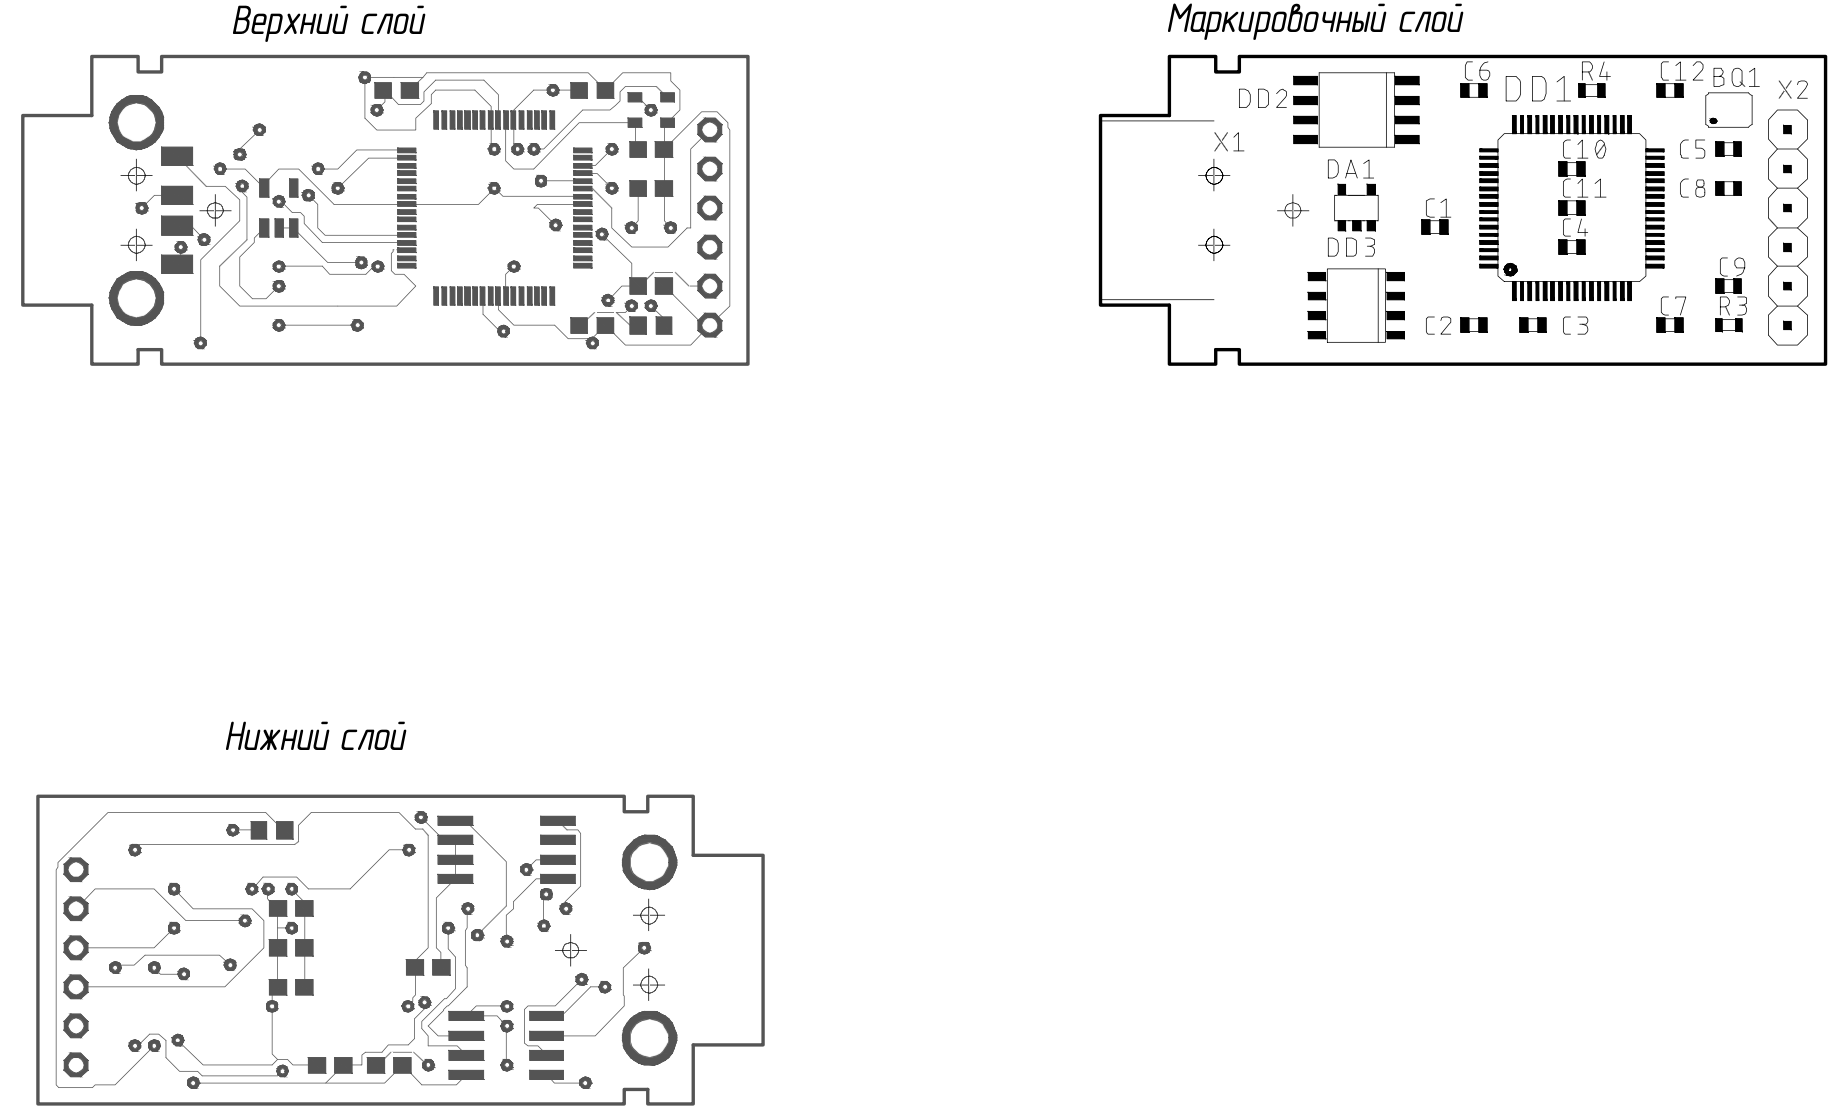 Верхний слой
Маркировочный слой
C6
DD1
R4
C12
BQ1
X2
DD2
X1
C10
C5
DA1
C11
C8
C1
C4
DD3
C9
C2
C3
C7
R3
Нижний слой